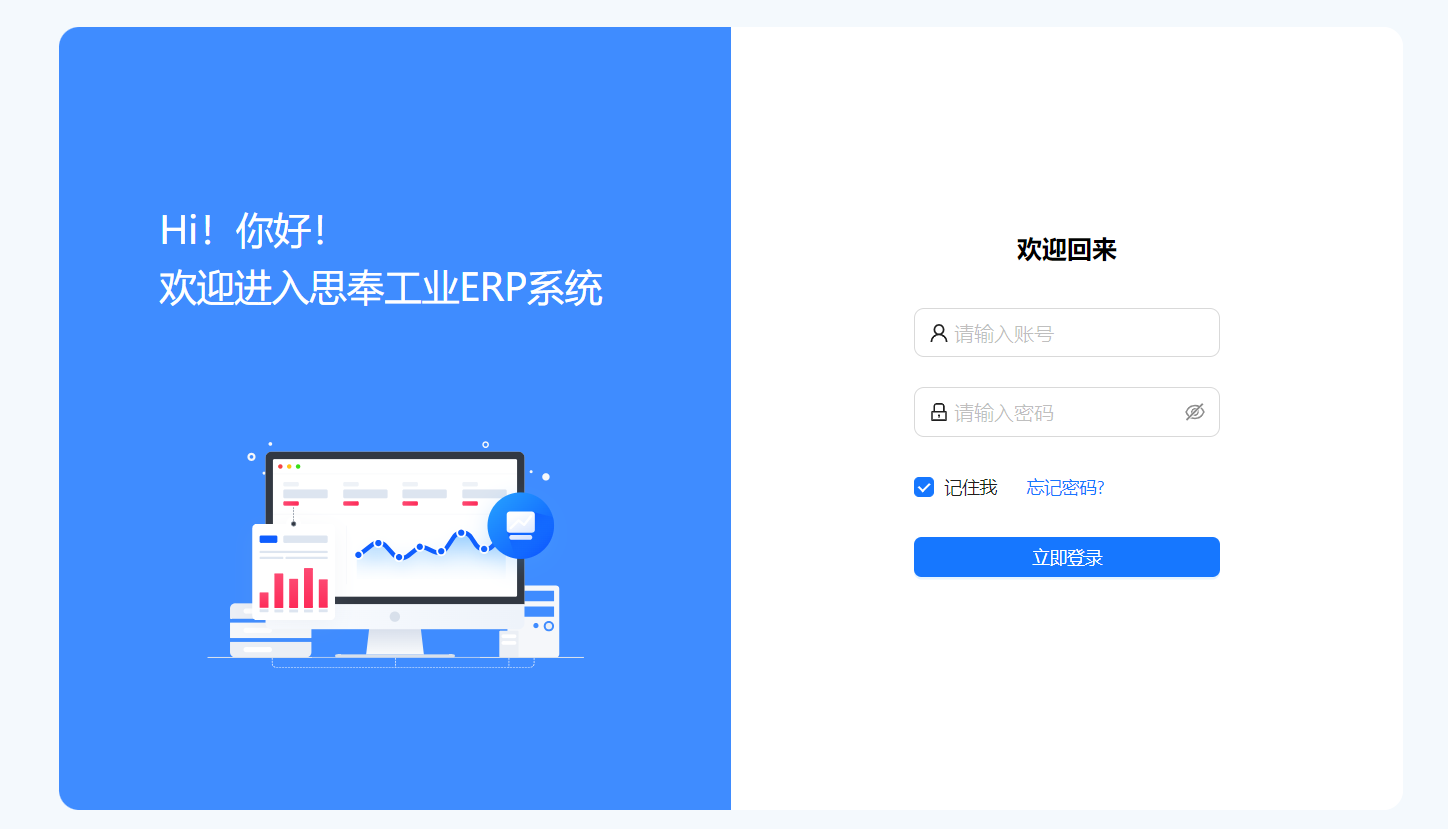 Hi！你好！
欢迎进入思奉工业ERP系统
欢迎回来
请输入账号
请输入密码
记住我 忘记密码?
立即登录